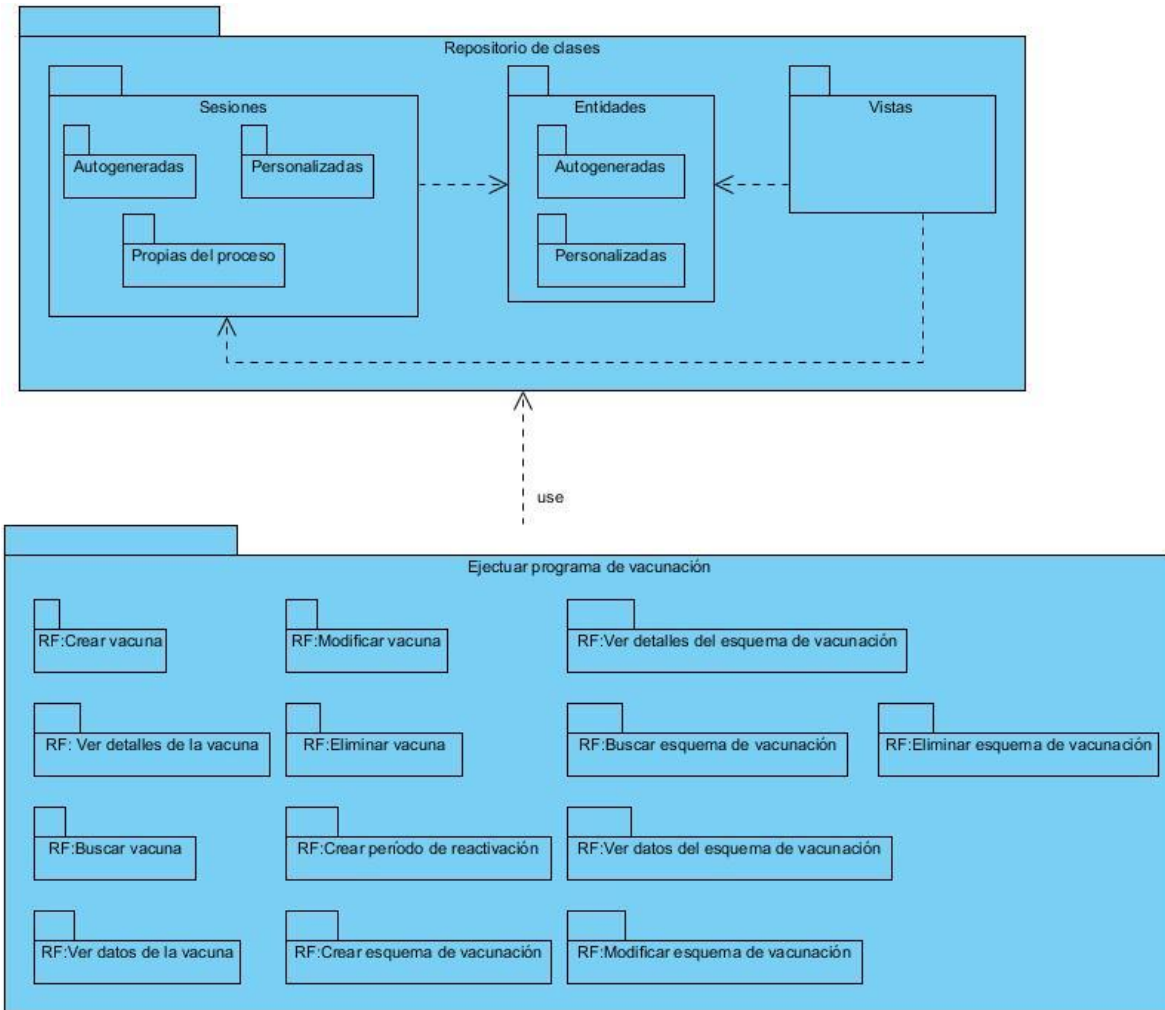 Repositorio de clases
Sesiones
Entidades
Vistas
Autogeneradas
Personalizadas
Autogeneradas
Propias del proceso
Personalizadas
use
Ejectuar programa de vacunación
RF:Crear vacuna
RF:Modificar vacuna
RF:Ver detalles del esquema de vacunación
RF: Ver detalles de la vacuna
RF:Eliminar vacuna
RF:Buscar esquema de vacunación
RF:Eliminar esquema de vacunación
RF:Buscar vacuna
RF:Crear período de reactivación
RF:Ver datos del esquema de vacunación
RF:Ver datos de la vacuna
RF:Crear esquema de vacunación
RF:Modificar esquema de vacunación